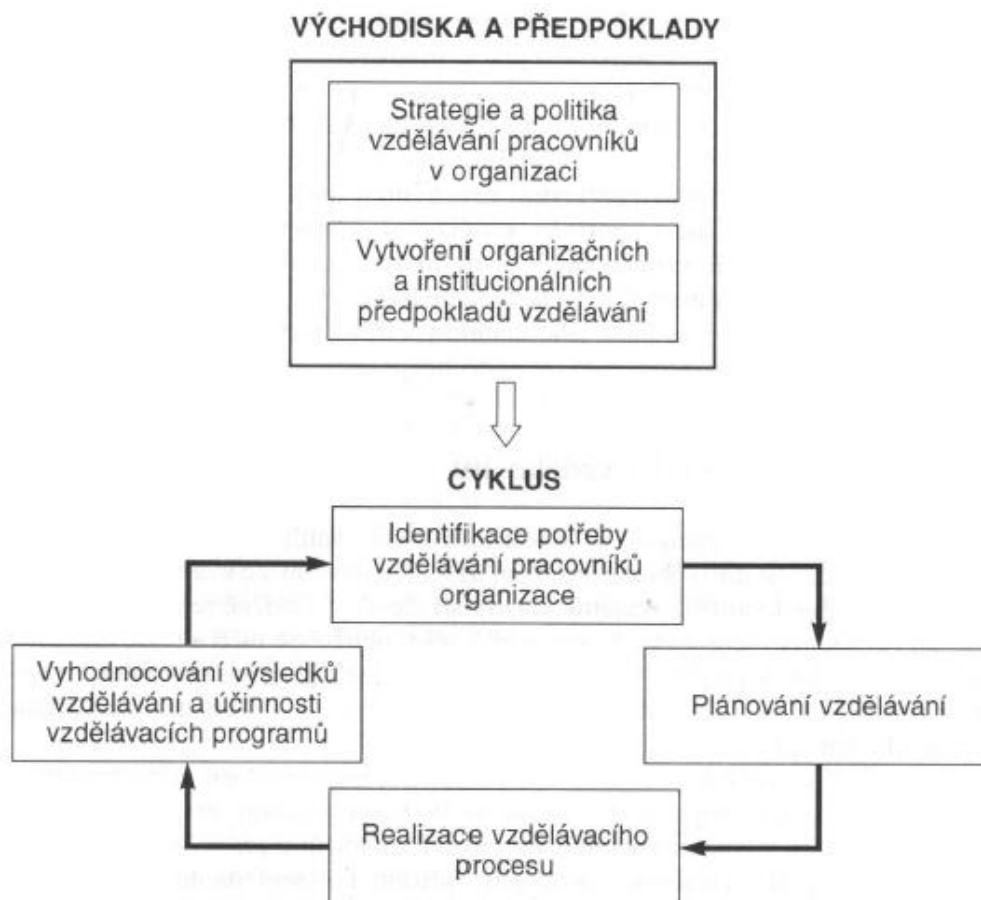 VÝCHODISKA A PŘEDPOKLADY
Strategie a politika
vzdělávání pracovníků
v organizaci
Vytvoření organizačních
a institucionálních
předpokladů vzdělávání
CYKLUS
Identifikace potřeby
vzdělávání pracovníků
organizace
Plánování vzdělávání
Realizace vzdělávacího
procesu
Vyhodnocování výsledků
vzdělávání a účinnosti
vzdělávacích programů